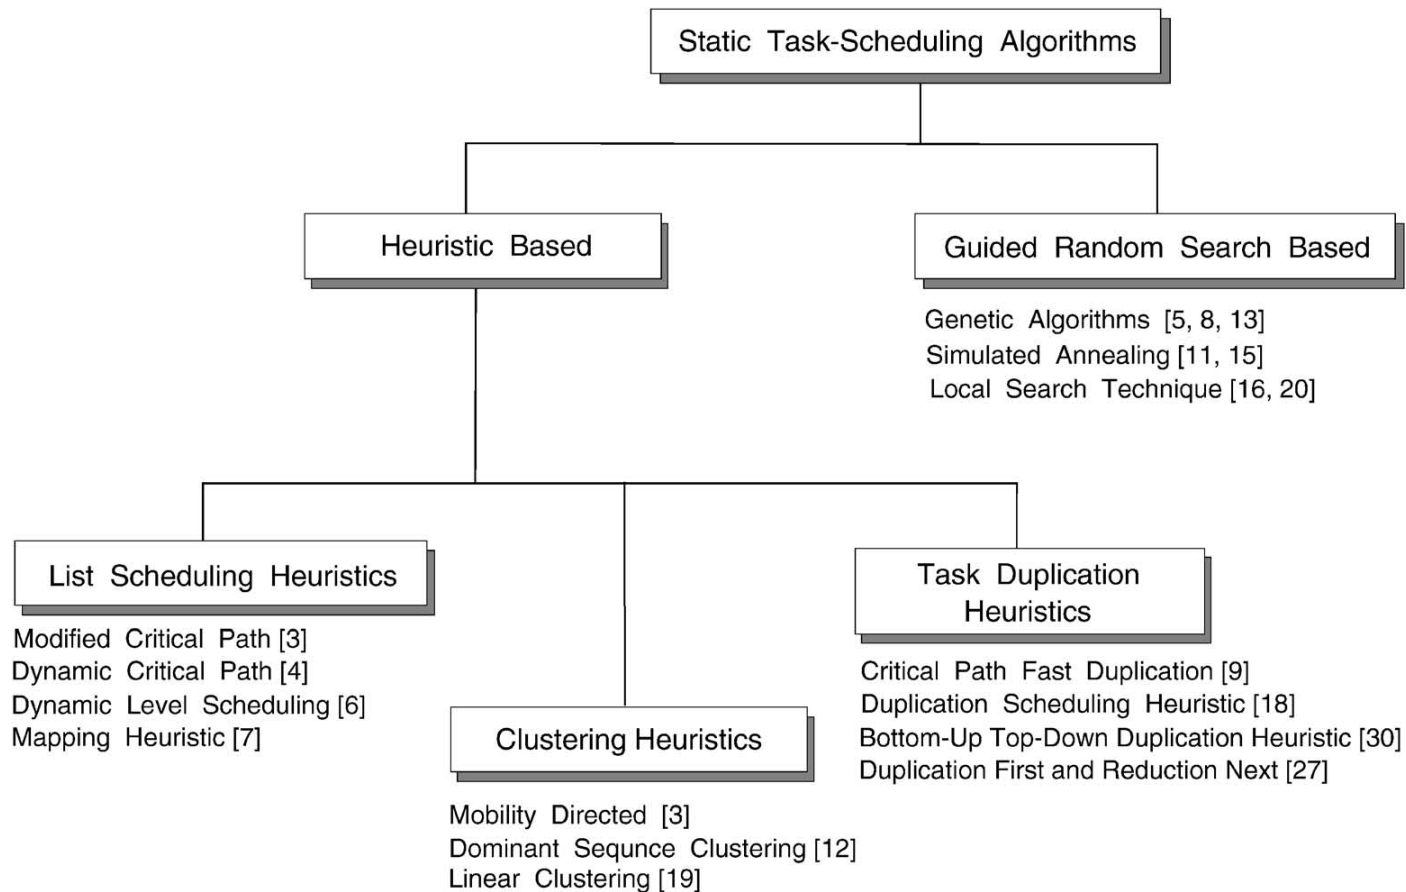 Static Task-Scheduling Algorithms
Heuristic Based
Guided Random Search Based
Genetic Algorithms [5, 8, 13]
Simulated Annealing [11, 15]
Local Search Technique [16, 20]
List Scheduling Heuristics
Modified Critical Path [3]
Dynamic Critical Path [4]
Dynamic Level Scheduling [6]
Mapping Heuristic [7]
Clustering Heuristics
Mobility Directed [3]
Dominant Sequnce Clustering [12]
Linear Clustering [19]
Task Duplication
Heuristics
Critical Path Fast Duplication [9]
Duplication Scheduling Heuristic [18]
Bottom-Up Top-Down Duplication Heuristic [30]
Duplication First and Reduction Next [27]